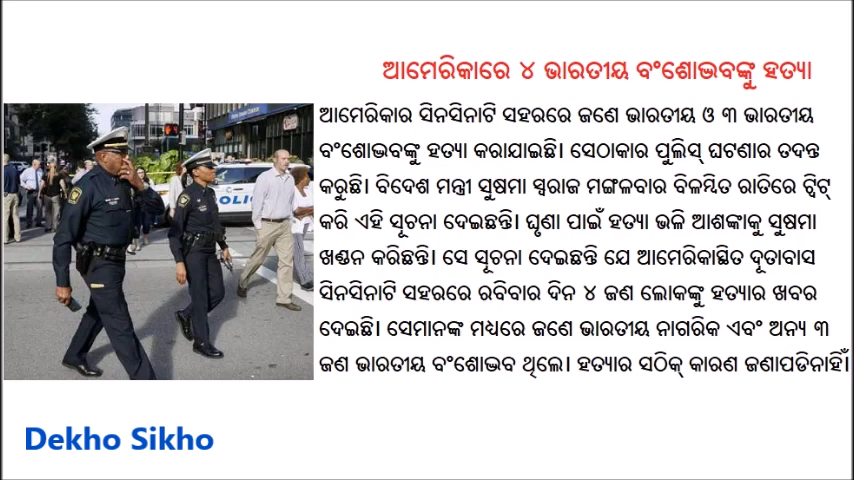 ଆମେରିକାରେ ୪ ଭାରତୀୟ ବଂଶୋଦ୍ଭବଙ୍କୁ ହତ୍ୟା
ଆମେରିକାର ସିନସିନାଟି ସହରରେ ଜଣେ ଭାରତୀୟ ଓ ୩ ଭାରତୀୟ
ବଂଶୋଦ୍ଭବଙ୍କୁ ହତ୍ୟା କରାଯାଇଛି। ସେଠାକାର ପୁଲିସ୍ ଘଟଣାର ତଦନ୍ତ
କରୁଛି। ବିଦେଶ ମନ୍ତ୍ରୀ ସୁଷମା ସ୍ୱରାଜ ମଙ୍ଗଳବାର ବିଳମ୍ବିତ ରାତିରେ ଟ୍ୱିଟ୍
କରି ଏହି ସୂଚନା ଦେଇଛନ୍ତି। ଘୃଣା ପାଇଁ ହତ୍ୟା ଭଳି ଆଶଙ୍କାକୁ ସୁଷମା
ଖଣ୍ଡନ କରିଛନ୍ତି। ସେ ସୂଚନା ଦେଇଛନ୍ତି ଯେ ଆମେରିକାସ୍ଥିତ ଦୂତାବାସ
ସିନସିନାଟି ସହରରେ ରବିବାର ଦିନ ୪ ଜଣ ଲୋକଙ୍କୁ ହତ୍ୟାର ଖବର
ଦେଇଛି। ସେମାନଙ୍କ ମଧ୍ୟରେ ଜଣେ ଭାରତୀୟ ନାଗରିକ ଏବଂ ଅନ୍ୟ ୩
ଜଣ ଭାରତୀୟ ବଂଶୋଦ୍ଭବ ଥିଲେ। ହତ୍ୟାର ସଠିକ୍ କାରଣ ଜଣାପଡିନାହିଁ।
POLIC
Dekho Sikho